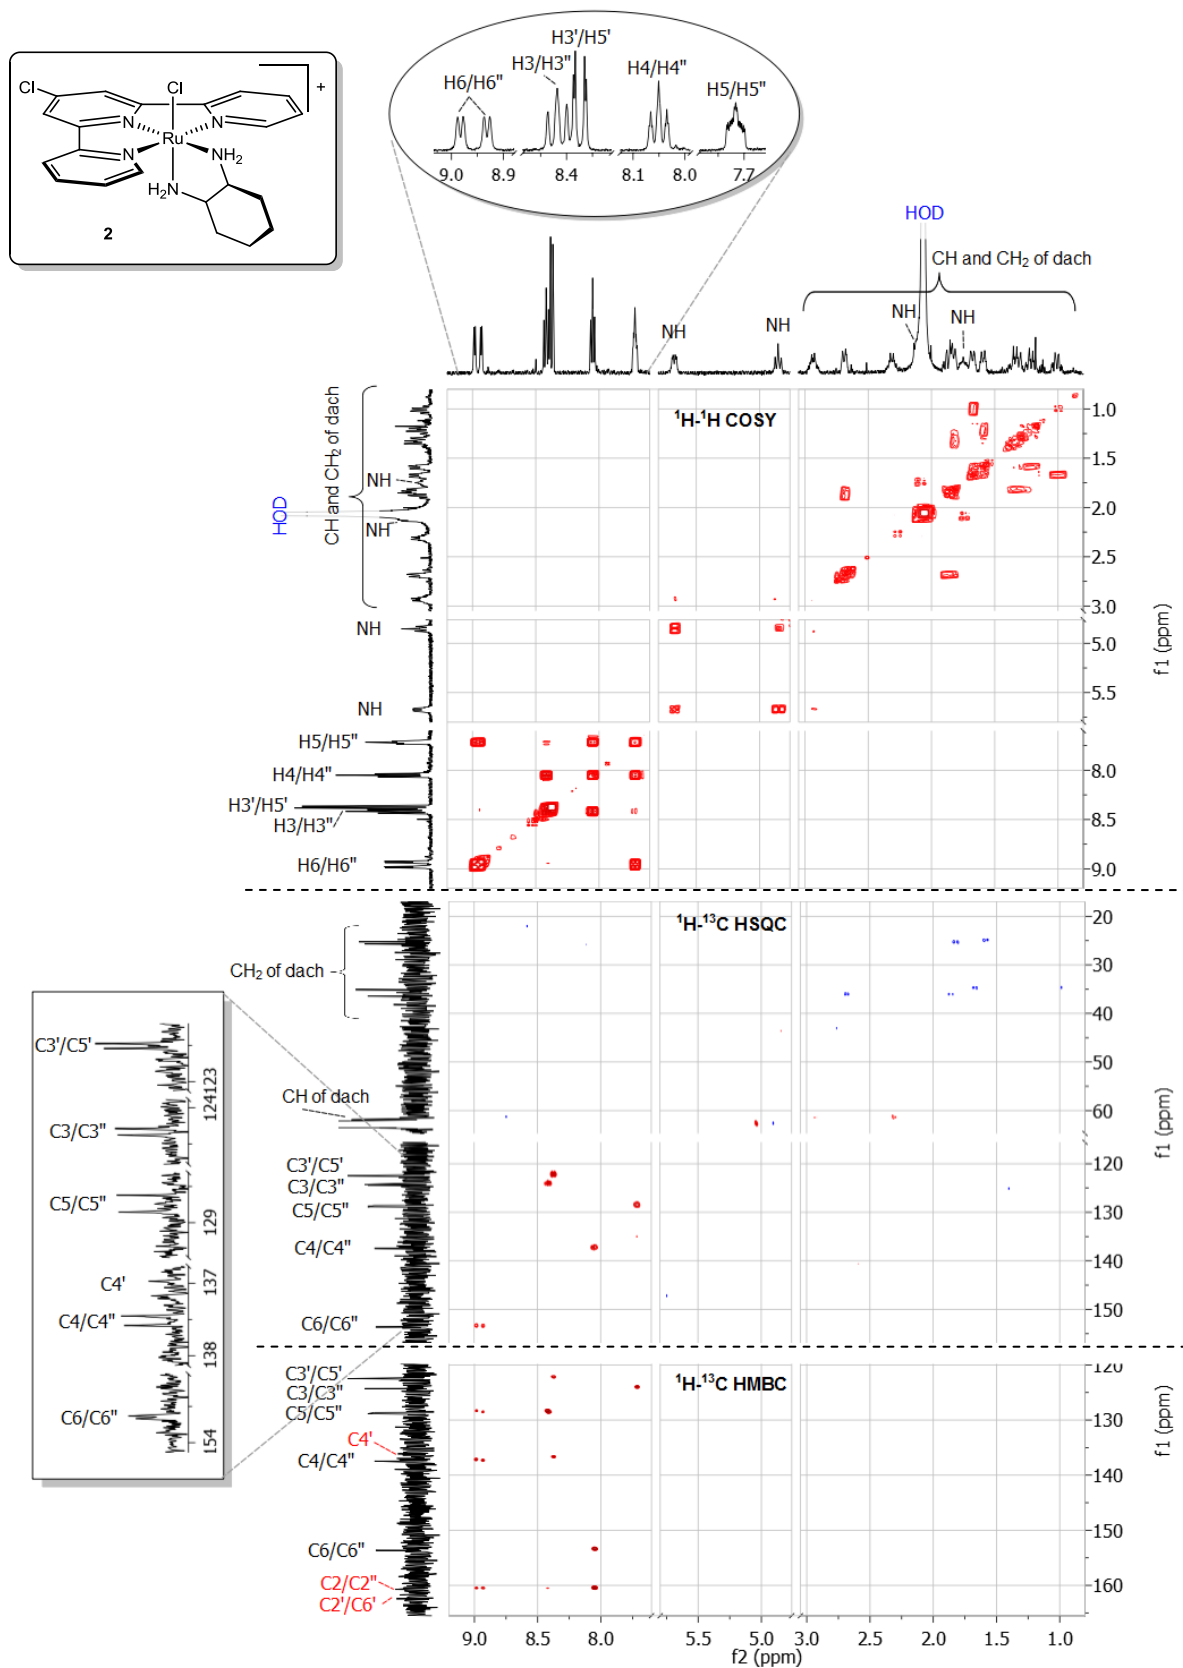 Cl
Cl
+
N
N
N
Ru
NH₂
H₂N
2
H3'/H5'
H3/H3"
H6/H6"
H4/H4"
H5/H5"
9.0 8.9 8.4 8.1 8.0 7.7
HOD
CH and CH₂ of dach
NH
NH
NH
NH
¹H-¹H COSY
CH and CH₂ of dach
HOD
NH
NH
NH
NH
H5/H5"
H4/H4"
H3'/H5'
H3/H3"
H6/H6"
1.0
1.5
2.0
2.5
3.0
5.0
5.5
8.0
8.5
9.0
f1 (ppm)
¹H-¹³C HSQC
CH₂ of dach
CH of dach
C3'/C5'
C3/C3"
C5/C5"
C4/C4"
C6/C6"
20
30
40
50
60
120
130
140
150
f1 (ppm)
C3'/C5'
123
124
C3/C3"
C5/C5"
129
C4'
137
C4/C4"
138
C6/C6"
154
¹H-¹³C HMBC
C3'/C5'
C3/C3"
C5/C5"
C4'
C4/C4"
C6/C6"
C2/C2"
C2'/C6'
120
130
140
150
160
f1 (ppm)
9.0 8.5 8.0 5.5 5.0 3.0 2.5 2.0 1.5 1.0
f2 (ppm)